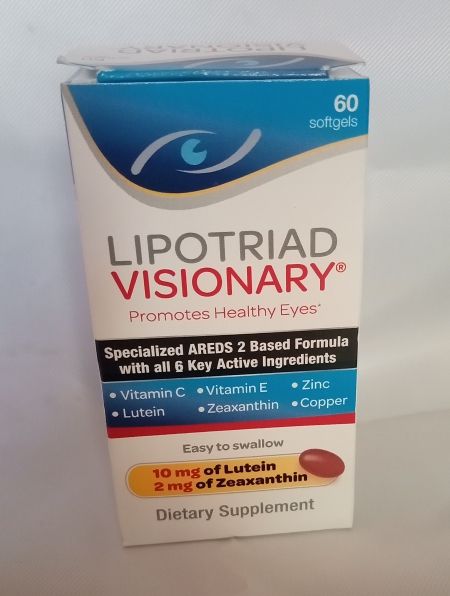 LIPOTRIAD
60
softgels
LIPOTRIAD
VISIONARY®
Promotes Healthy Eyes*
Specialized AREDS 2 Based Formula
with all 6 Key Active Ingredients
• Vitamin C • Vitamin E • Zinc
• Lutein • Zeaxanthin • Copper
Easy to swallow
10 mg of Lutein
2 mg of Zeaxanthin
Dietary Supplement